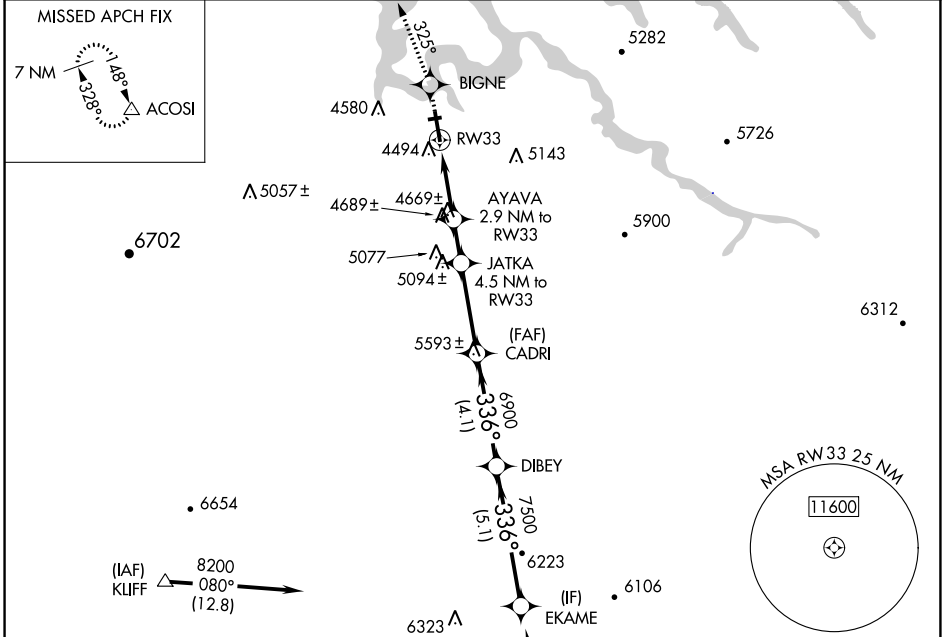 MISSED APCH FIX
7 NM
148°
328°
ACOSI
325°
BIGNE
5282
4580
RW33
4494
5143
5726
5057±
4669±
4689±
AYAVA
2.9 NM to
RW33
5900
6702
5077
5094±
JATKA
4.5 NM to
RW33
6312
5593±
(FAF)
CADRI
6900
336°
(4.1)
DIBEY
7500
336°
(5.1)
MSA RW33 25 NM
11600
6654
6223
(IAF)
KLIFF
8200
080°
(12.8)
6106
(IF)
EKAME
6323